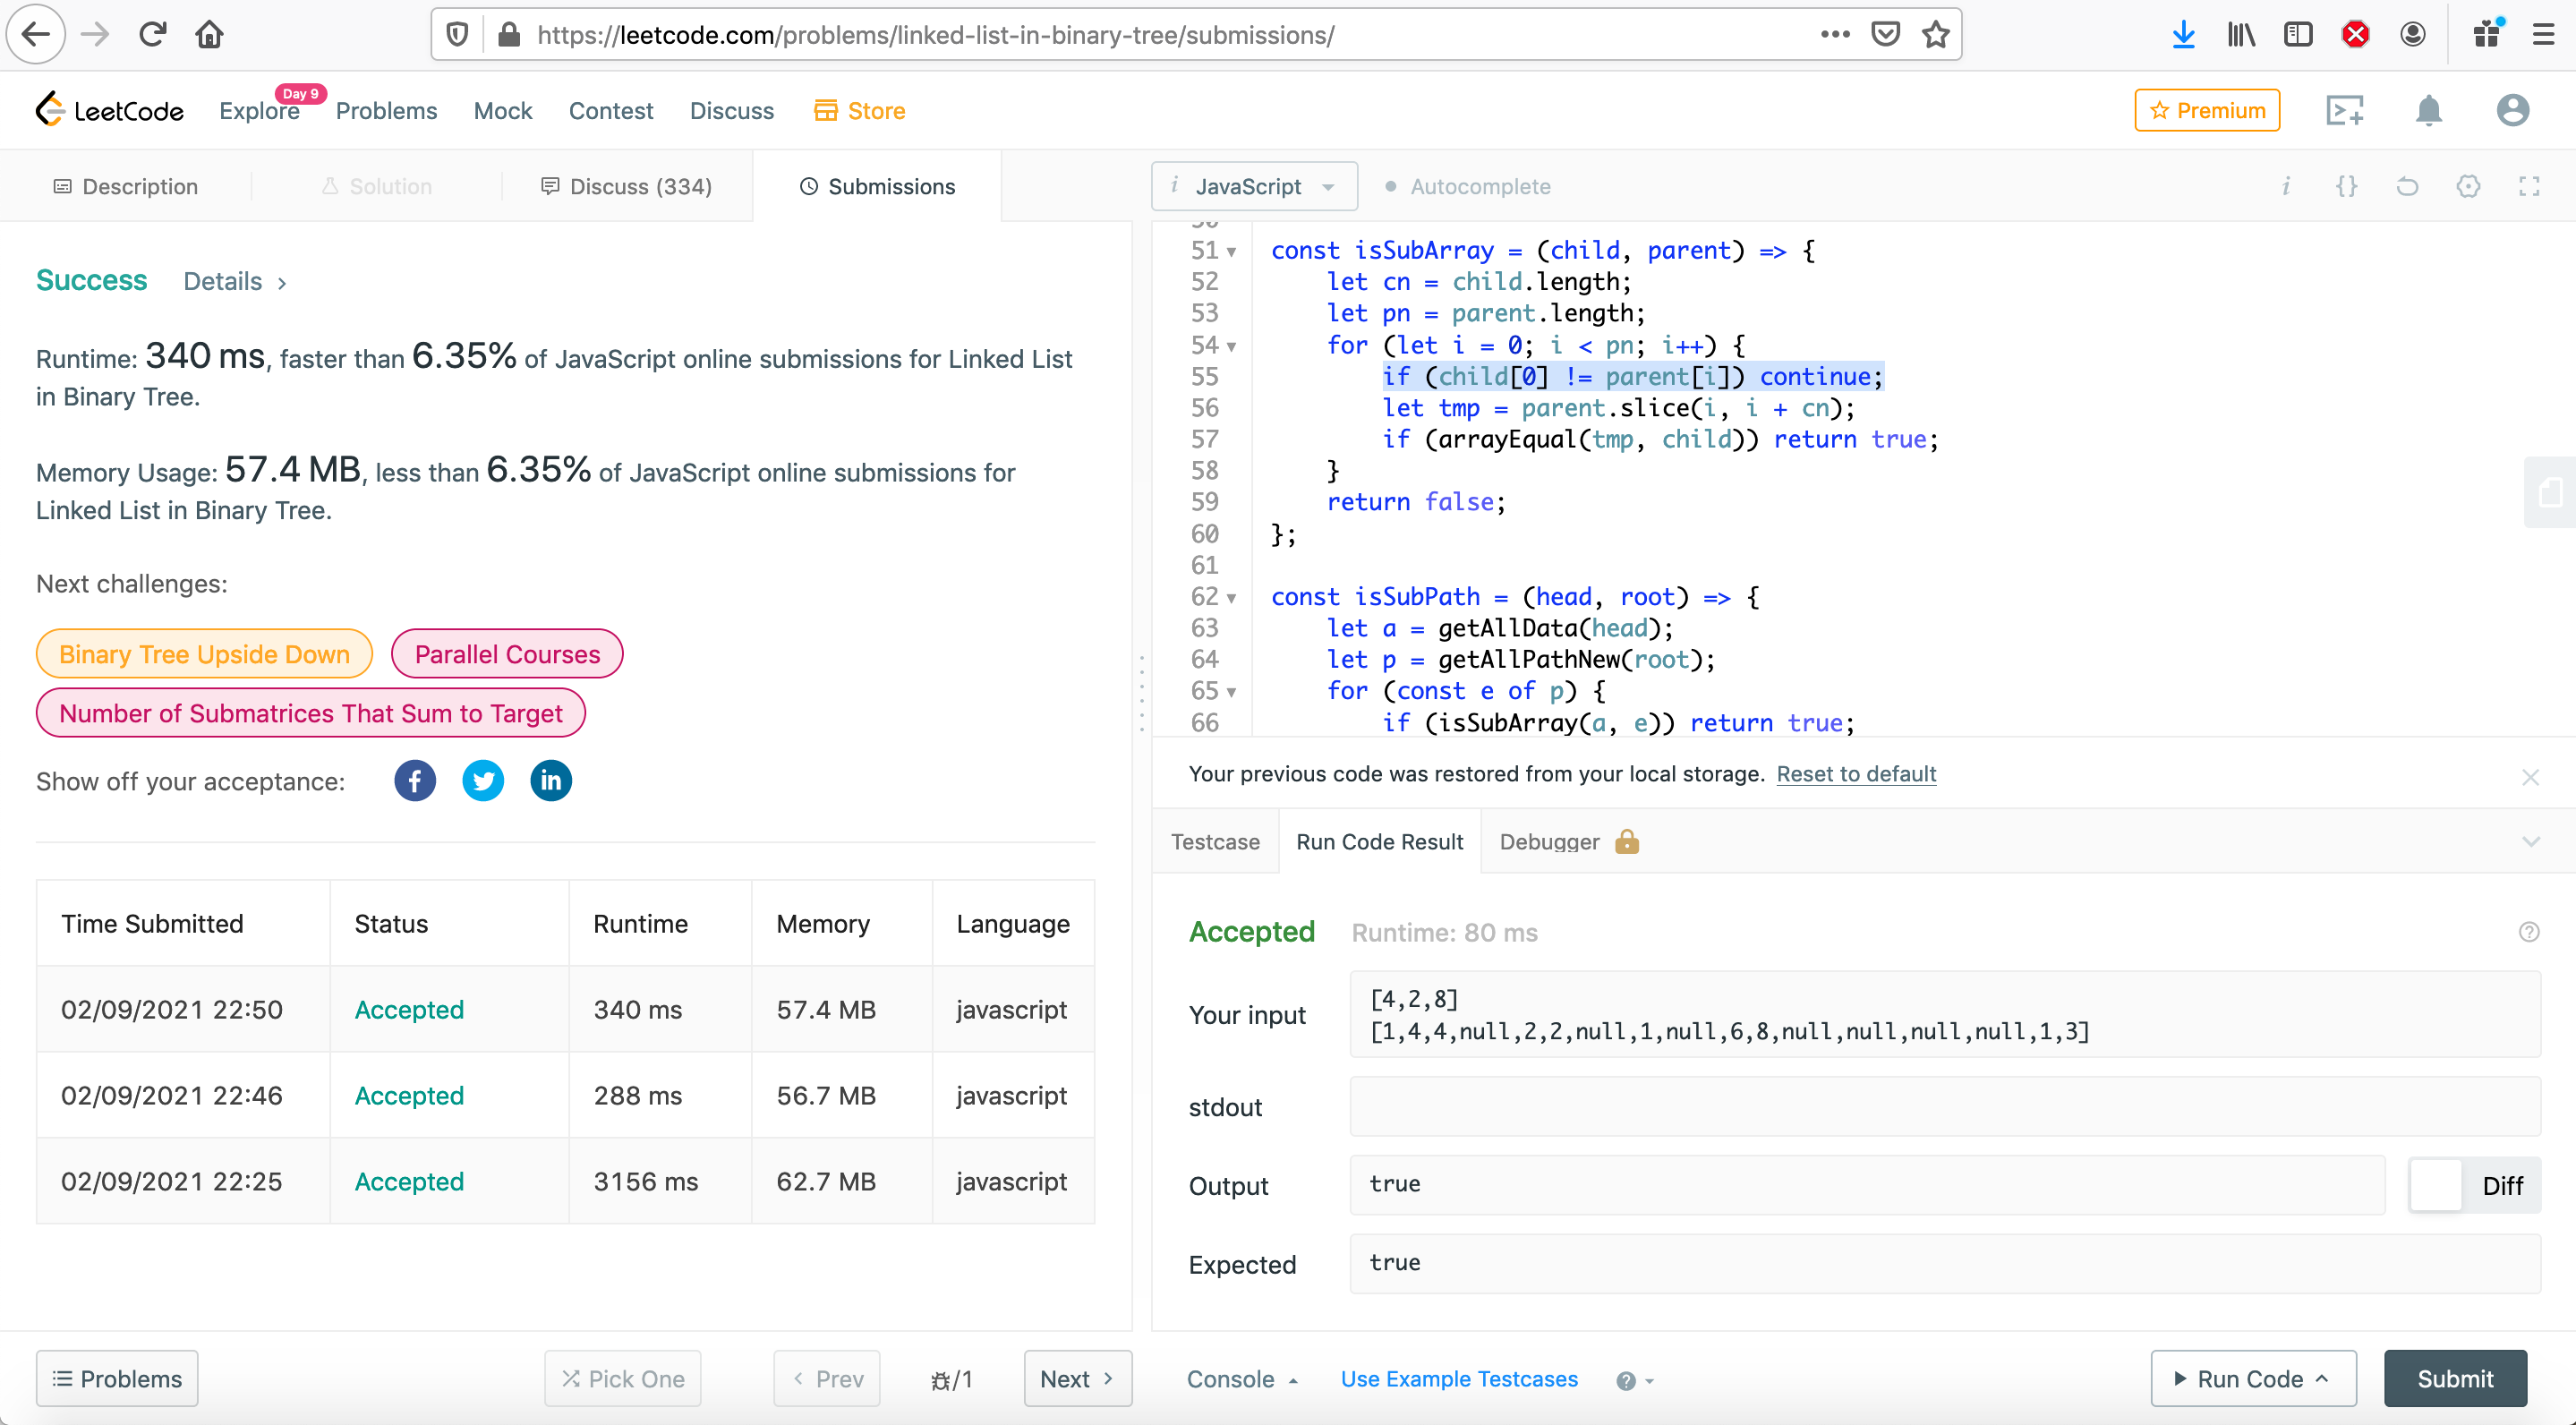 https://leetcode.com/problems/linked-list-in-binary-tree/submissions/
LeetCode
Explore
Day 9
Problems
Mock
Contest
Discuss
Store
Premium
Description
Solution
Discuss (334)
Submissions
i JavaScript
Autocomplete
Success
Details
Runtime: 340 ms, faster than 6.35% of JavaScript online submissions for Linked List
in Binary Tree.
Memory Usage: 57.4 MB, less than 6.35% of JavaScript online submissions for
Linked List in Binary Tree.
Next challenges:
Binary Tree Upside Down
Parallel Courses
Number of Submatrices That Sum to Target
Show off your acceptance:
Time Submitted Status Runtime Memory Language
02/09/2021 22:50 Accepted 340 ms 57.4 MB javascript
02/09/2021 22:46 Accepted 288 ms 56.7 MB javascript
02/09/2021 22:25 Accepted 3156 ms 62.7 MB javascript
51 const isSubArray = (child, parent) => {
52 let cn = child.length;
53 let pn = parent.length;
54 for (let i = 0; i < pn; i++) {
55 if (child[0] != parent[i]) continue;
56 let tmp = parent.slice(i, i + cn);
57 if (arrayEqual(tmp, child)) return true;
58 }
59 return false;
60 };
61
62 const isSubPath = (head, root) => {
63 let a = getAllData(head);
64 let p = getAllPathNew(root);
65 for (const e of p) {
66 if (isSubArray(a, e)) return true;
Your previous code was restored from your local storage. Reset to default
Testcase
Run Code Result
Debugger
Accepted
Runtime: 80 ms
Your input
[4,2,8]
[1,4,4,null,2,2,null,1,null,6,8,null,null,null,null,1,3]
stdout
Output
true
Diff
Expected
true
Problems
Pick One
Prev
/1
Next
Console
Use Example Testcases
Run Code
Submit